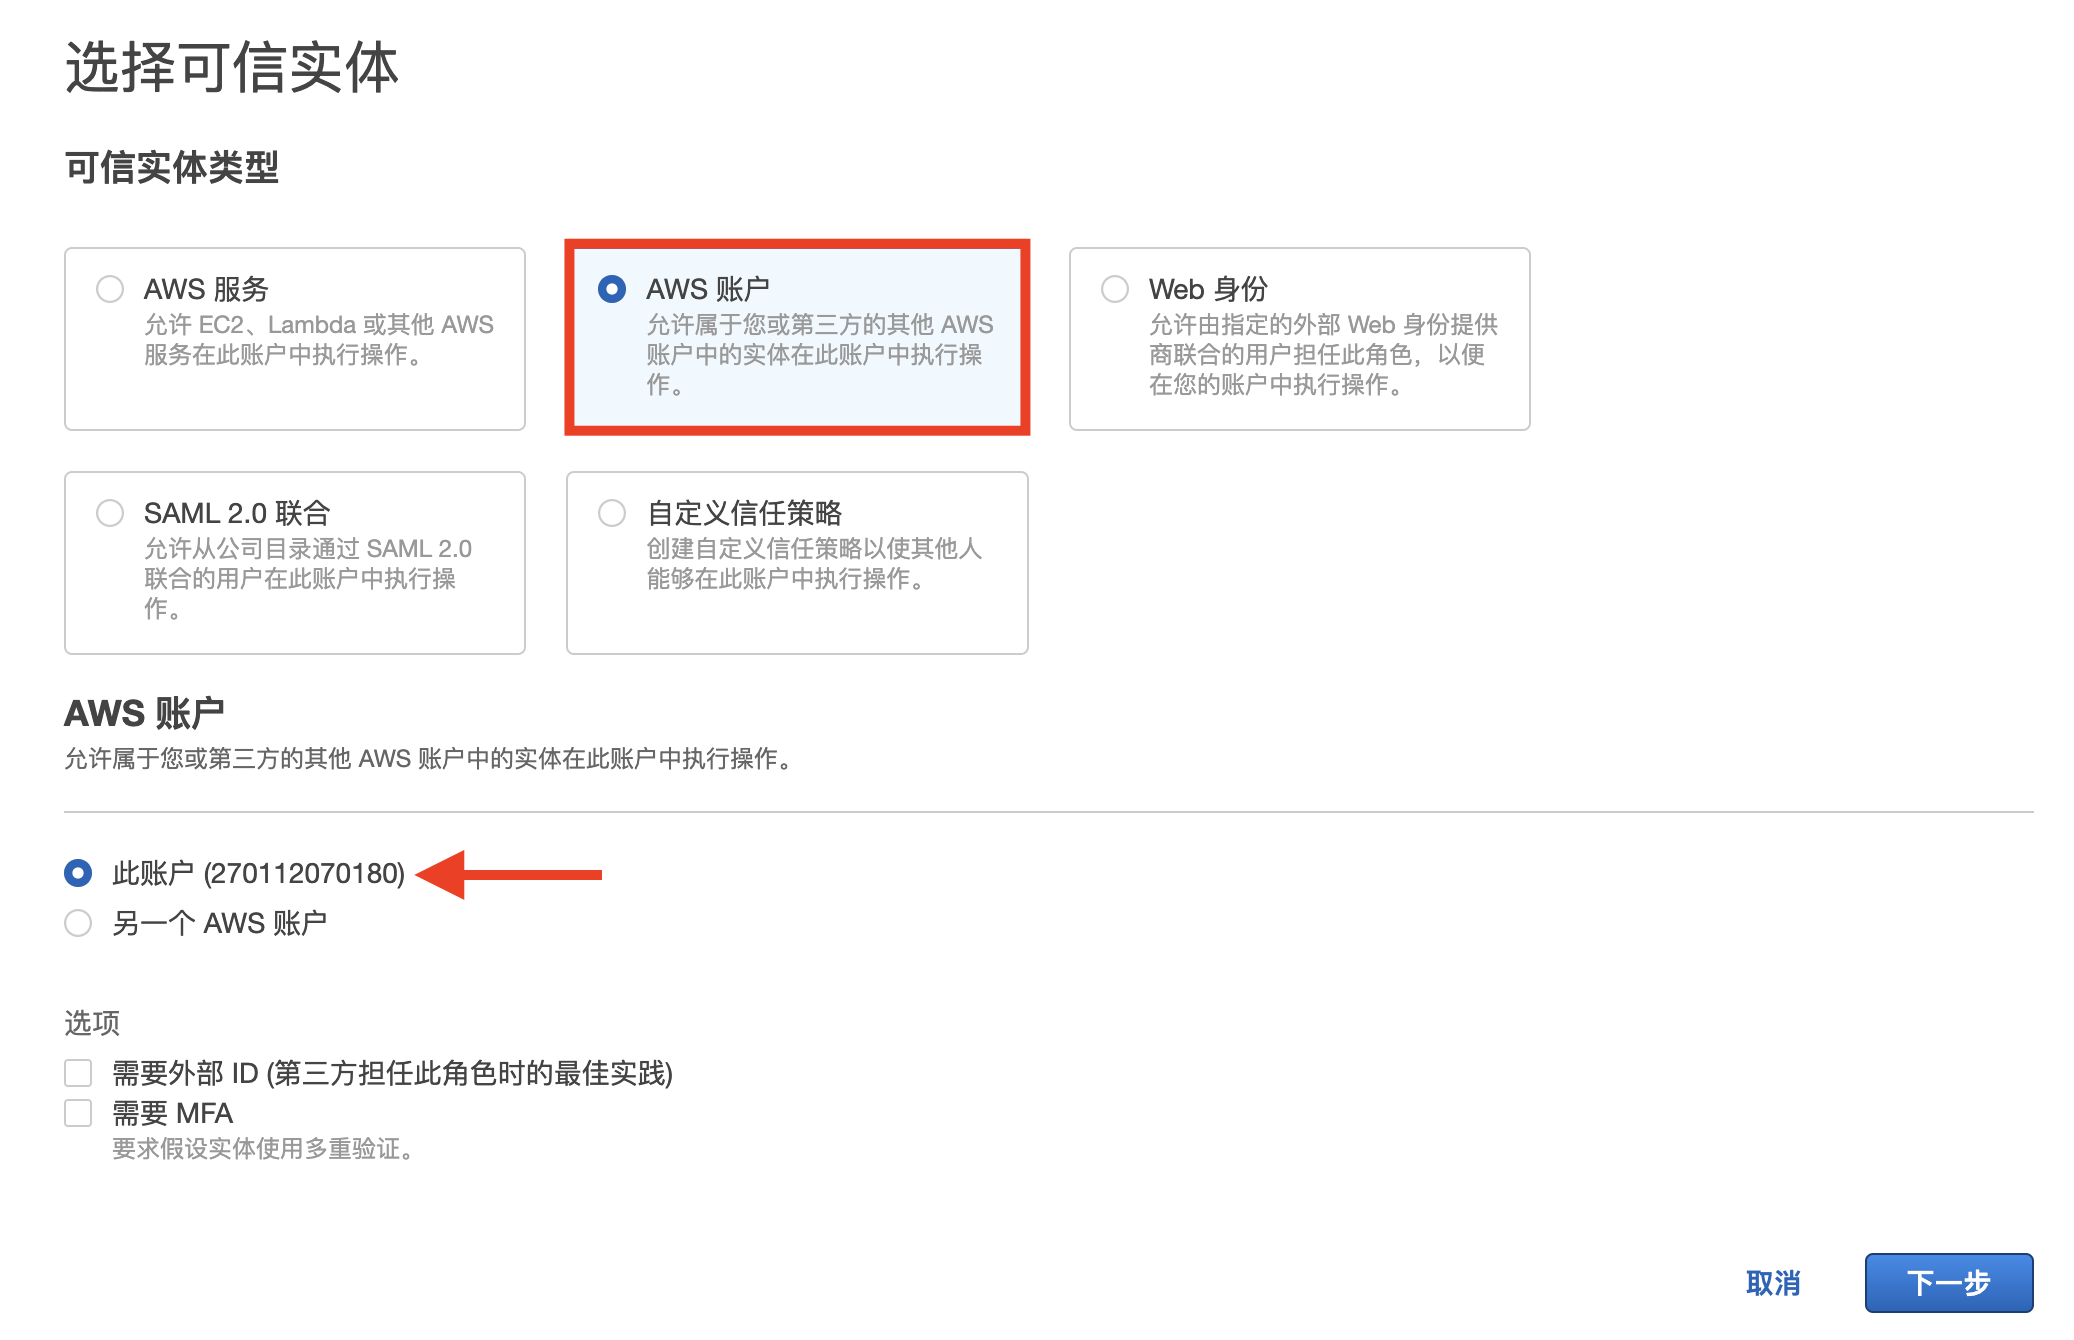 选择可信实体
可信实体类型
AWS 服务
允许 EC2、Lambda 或其他 AWS
服务在此账户中执行操作。
AWS 账户
允许属于您或第三方的其他 AWS
账户中的实体在此账户中执行操
作。
Web 身份
允许由指定的外部 Web 身份提供
商联合的用户担任此角色，以便
在您的账户中执行操作。
SAML 2.0 联合
允许从公司目录通过 SAML 2.0
联合的用户在此账户中执行操
作。
自定义信任策略
创建自定义信任策略以使其他人
能够在此账户中执行操作。
AWS 账户
允许属于您或第三方的其他 AWS 账户中的实体在此账户中执行操作。
此账户 (270112070180)
另一个 AWS 账户
选项
需要外部 ID (第三方担任此角色时的最佳实践)
需要 MFA
要求假设实体使用多重验证。
取消
下一步